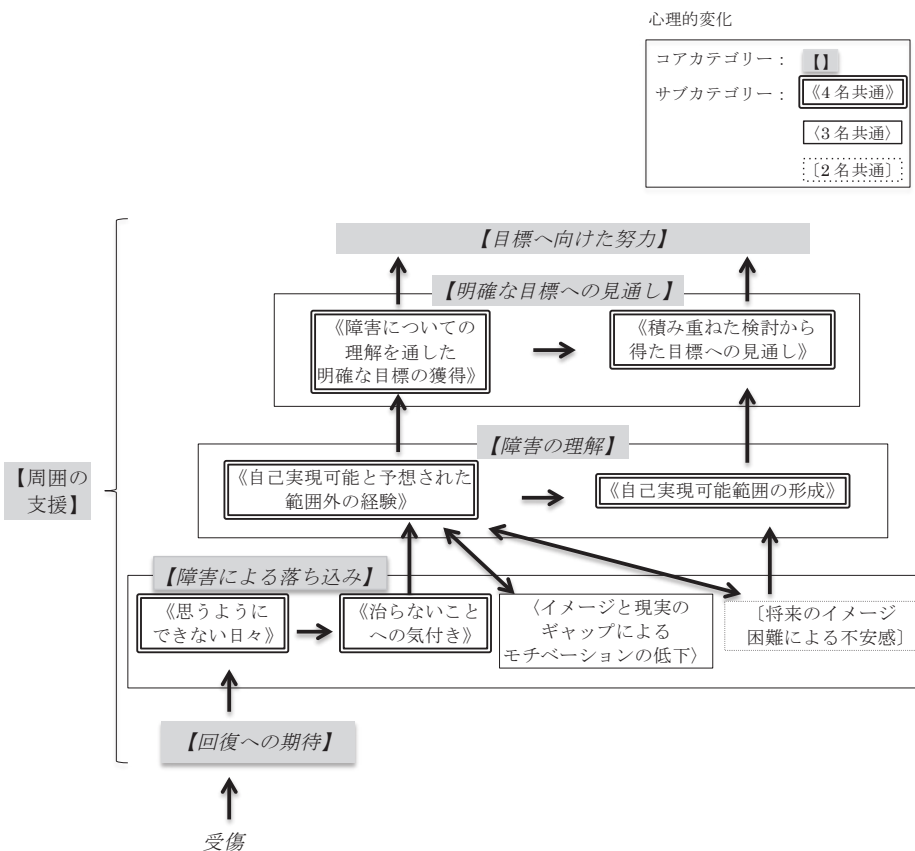 心理的変化
コアカテゴリー： 【】
サブカテゴリー： 《4名共通》
〈3名共通〉
〔2名共通〕
【目標へ向けた努力】
【明確な目標への見通し】
《障害についての
理解を通した
明確な目標の獲得》
《積み重ねた検討から
得た目標への見通し》
【障害の理解】
《自己実現可能と予想された
範囲外の経験》
《自己実現可能範囲の形成》
【周囲の
支援】
【障害による落ち込み】
《思うように
できない日々》
《治らないこと
への気付き》
〈イメージと現実の
ギャップによる
モチベーションの低下〉
〔将来のイメージ
困難による不安感〕
【回復への期待】
受傷